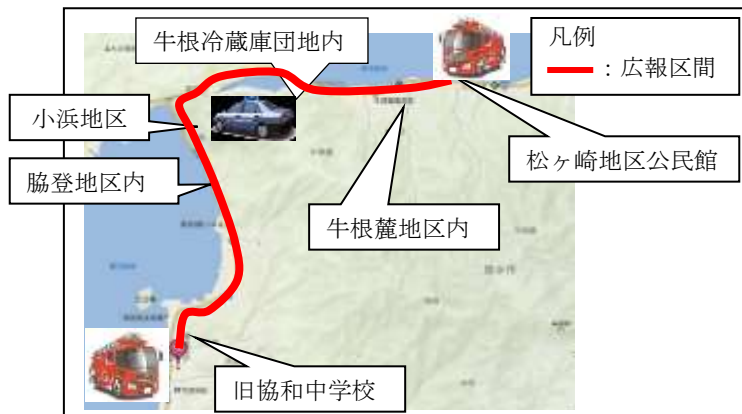 牛根冷蔵庫団地内
凡例
：広報区間
小浜地区
松ヶ崎地区公民館
脇登地区内
牛根麓地区内
旧協和中学校